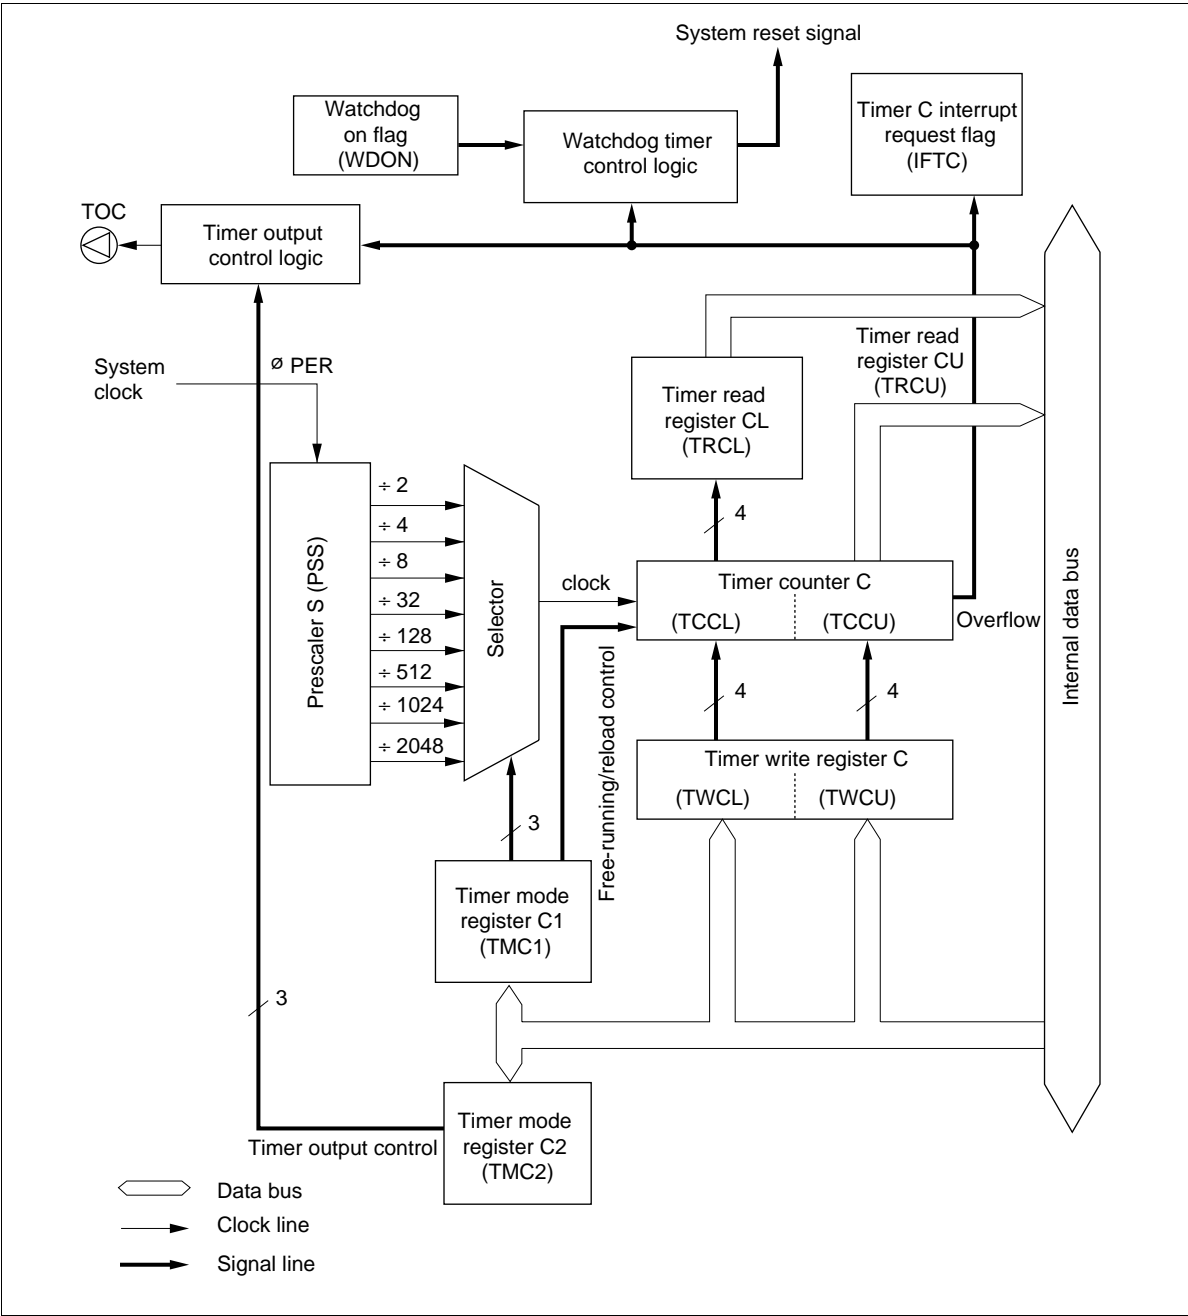 System reset signal
Watchdog
on flag
(WDON)
Watchdog timer
control logic
Timer C interrupt
request flag
(IFTC)
TOC
Timer output
control logic
System
clock
ø PER
Timer read
register CU
(TRCU)
Timer read
register CL
(TRCL)
4
Prescaler S (PSS)
÷ 2
÷ 4
÷ 8
÷ 32
÷ 128
÷ 512
÷ 1024
÷ 2048
Selector
clock
Timer counter C
(TCCL)
(TCCU)
Overflow
Internal data bus
Free-running/reload control
4
4
Timer write register C
(TWCL)
(TWCU)
3
Timer mode
register C1
(TMC1)
3
Timer mode
register C2
(TMC2)
Timer output control
Data bus
Clock line
Signal line